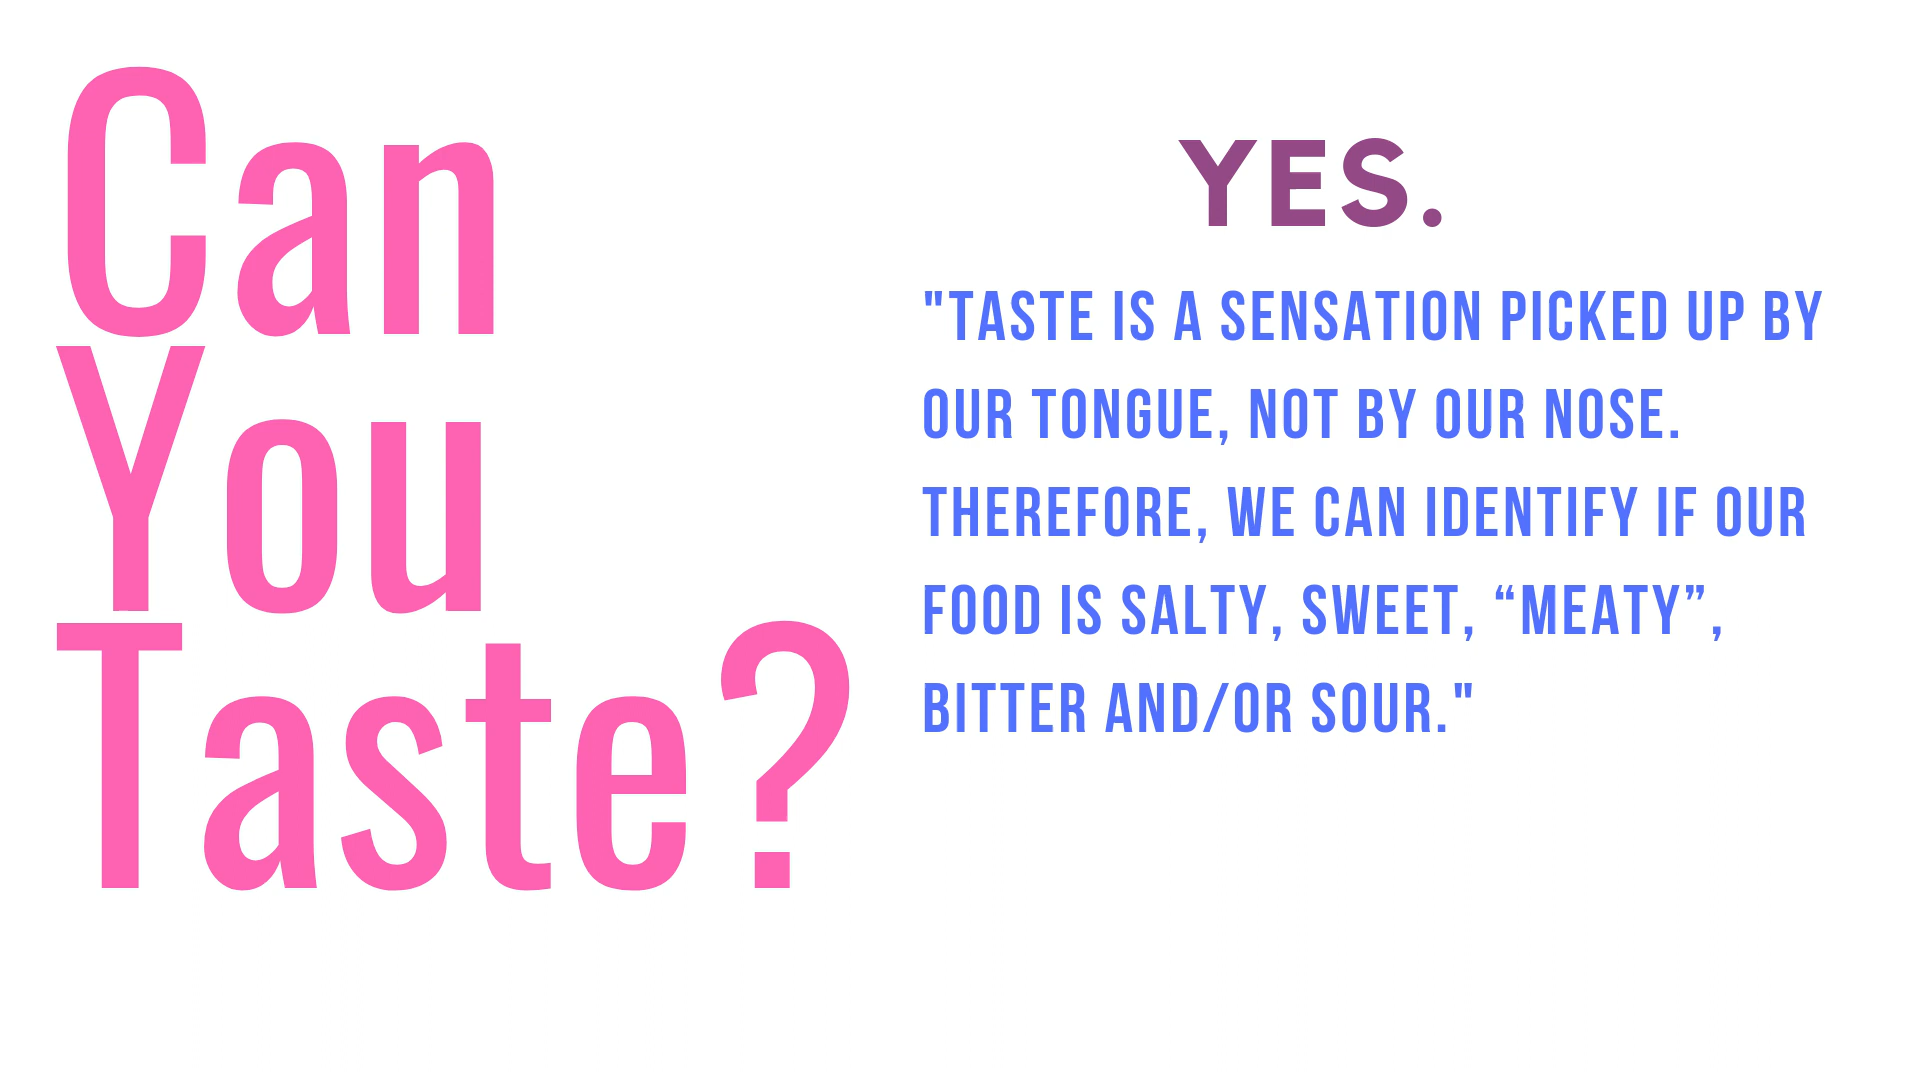 Can
You
Taste?
YES.
"TASTE IS A SENSATION PICKED UP BY
OUR TONGUE, NOT BY OUR NOSE.
THEREFORE, WE CAN IDENTIFY IF OUR
FOOD IS SALTY, SWEET, “MEATY”,
BITTER AND/OR SOUR."